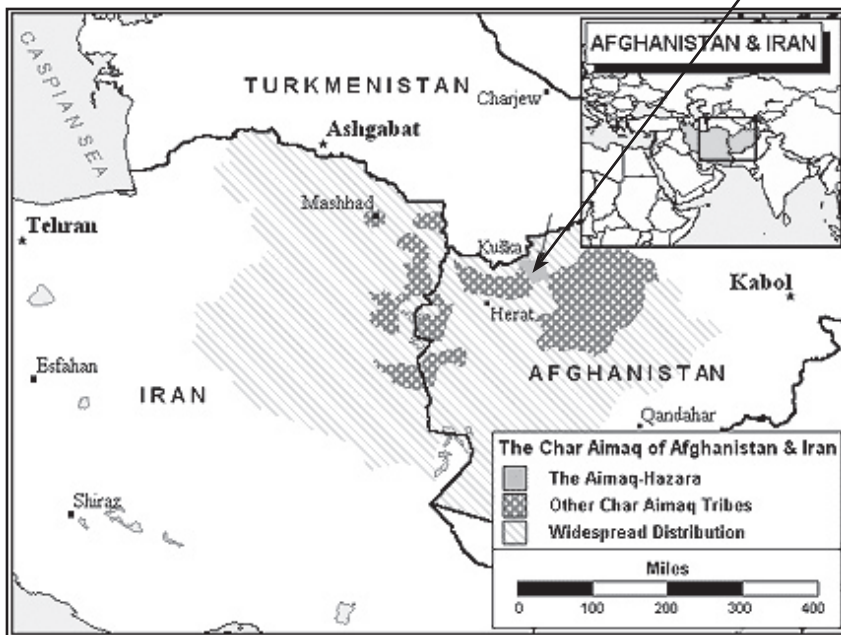 CASPIAN SEA
TURKMENISTAN
AFGHANISTAN & IRAN
Charjew
Ashgabat
Mashhad
Tehran
Kuška
Kabol
Herat
Esfahan
IRAN
AFGHANISTAN
Qandahar
Shiraz
The Char Aimaq of Afghanistan & Iran
The Aimaq-Hazara
Other Char Aimaq Tribes
Widespread Distribution
Miles
0 100 200 300 400